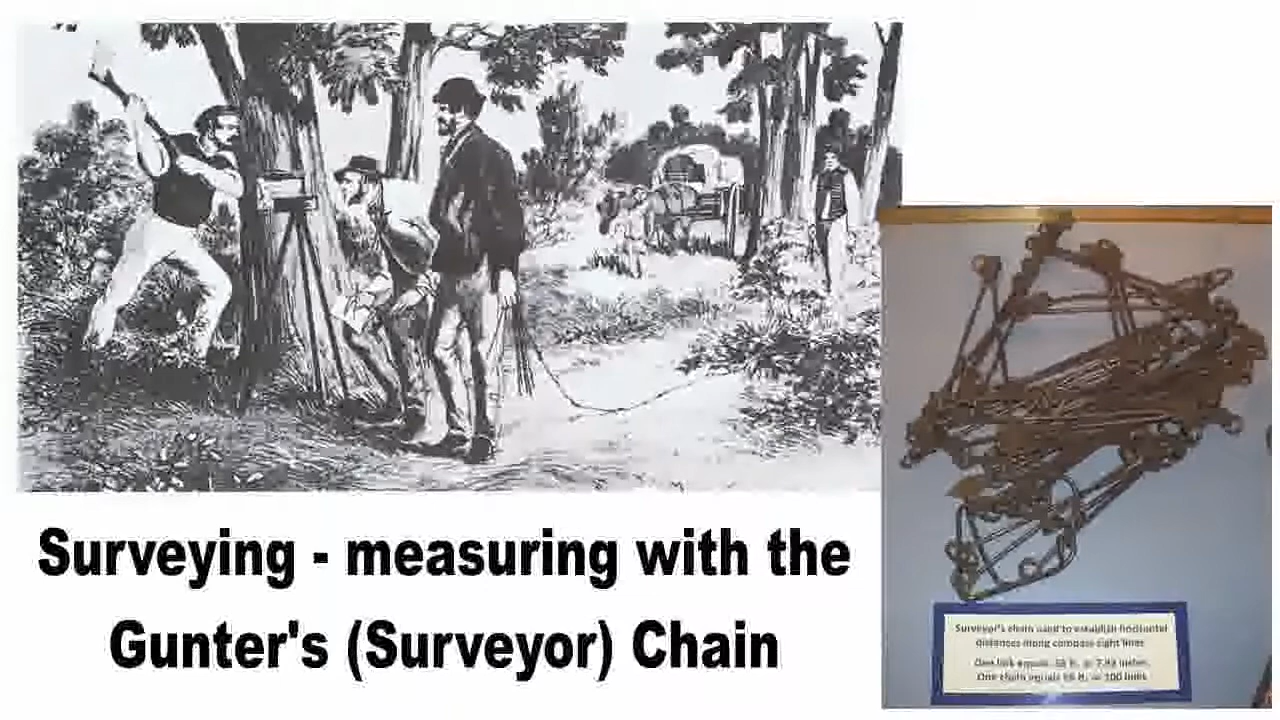 Surveying - measuring with the
Gunter's (Surveyor) Chain
Surveyor's chain used to establish horizontal
distances along compass sight lines
One link equals .66 ft. or 7.92 inches
One chain equals 66 ft. or 100 links